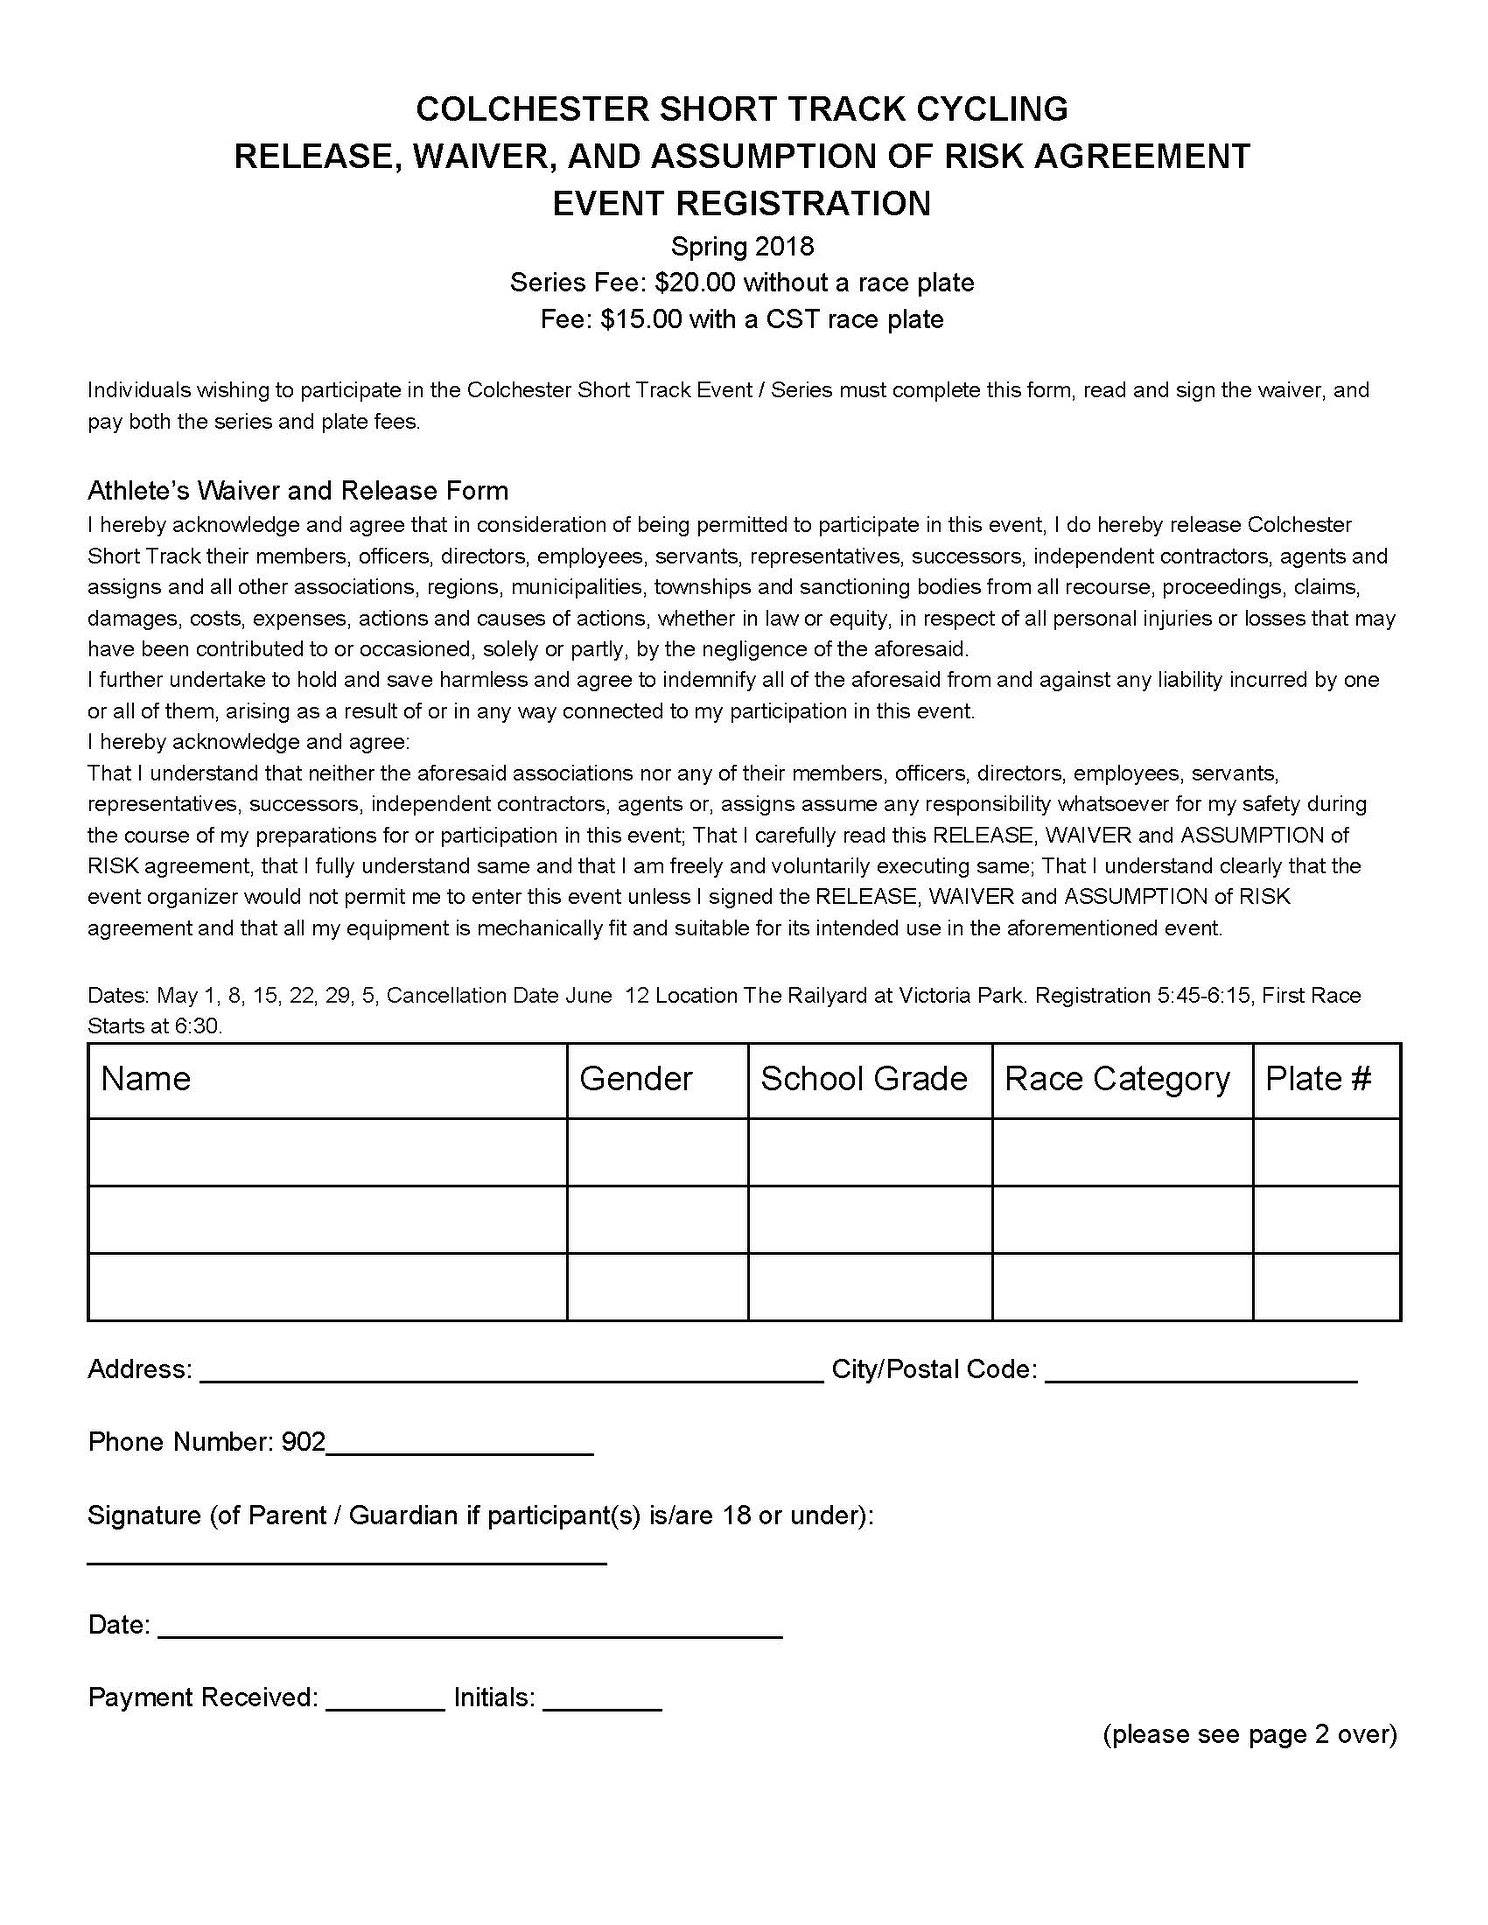 COLCHESTER SHORT TRACK CYCLING
RELEASE, WAIVER, AND ASSUMPTION OF RISK AGREEMENT
EVENT REGISTRATION
Spring 2018
Series Fee: $20.00 without a race plate
Fee: $15.00 with a CST race plate
Individuals wishing to participate in the Colchester Short Track Event / Series must complete this form, read and sign the waiver, and
pay both the series and plate fees.
Athlete's Waiver and Release Form
I hereby acknowledge and agree that in consideration of being permitted to participate in this event, I do hereby release Colchester
Short Track their members, officers, directors, employees, servants, representatives, successors, independent contractors, agents and
assigns and all other associations, regions, municipalities, townships and sanctioning bodies from all recourse, proceedings, claims,
damages, costs, expenses, actions and causes of actions, whether in law or equity, in respect of all personal injuries or losses that may
have been contributed to or occasioned, solely or partly, by the negligence of the aforesaid.
I further undertake to hold and save harmless and agree to indemnify all of the aforesaid from and against any liability incurred by one
or all of them, arising as a result of or in any way connected to my participation in this event.
I hereby acknowledge and agree:
That I understand that neither the aforesaid associations nor any of their members, officers, directors, employees, servants,
representatives, successors, independent contractors, agents or, assigns assume any responsibility whatsoever for my safety during
the course of my preparations for or participation in this event; That I carefully read this RELEASE, WAIVER and ASSUMPTION of
RISK agreement, that I fully understand same and that I am freely and voluntarily executing same; That I understand clearly that the
event organizer would not permit me to enter this event unless I signed the RELEASE, WAIVER and ASSUMPTION of RISK
agreement and that all my equipment is mechanically fit and suitable for its intended use in the aforementioned event.
Dates: May 1, 8, 15, 22, 29, 5, Cancellation Date June 12 Location The Railyard at Victoria Park. Registration 5:45-6:15, First Race
Starts at 6:30.
Name Gender School Grade Race Category Plate #
Address: ______ City/Postal Code: ______
Phone Number: 902______
Signature (of Parent / Guardian if participant(s) is/are 18 or under):
Date: ______
Payment Received: ______ Initials: ______
(please see page 2 over)